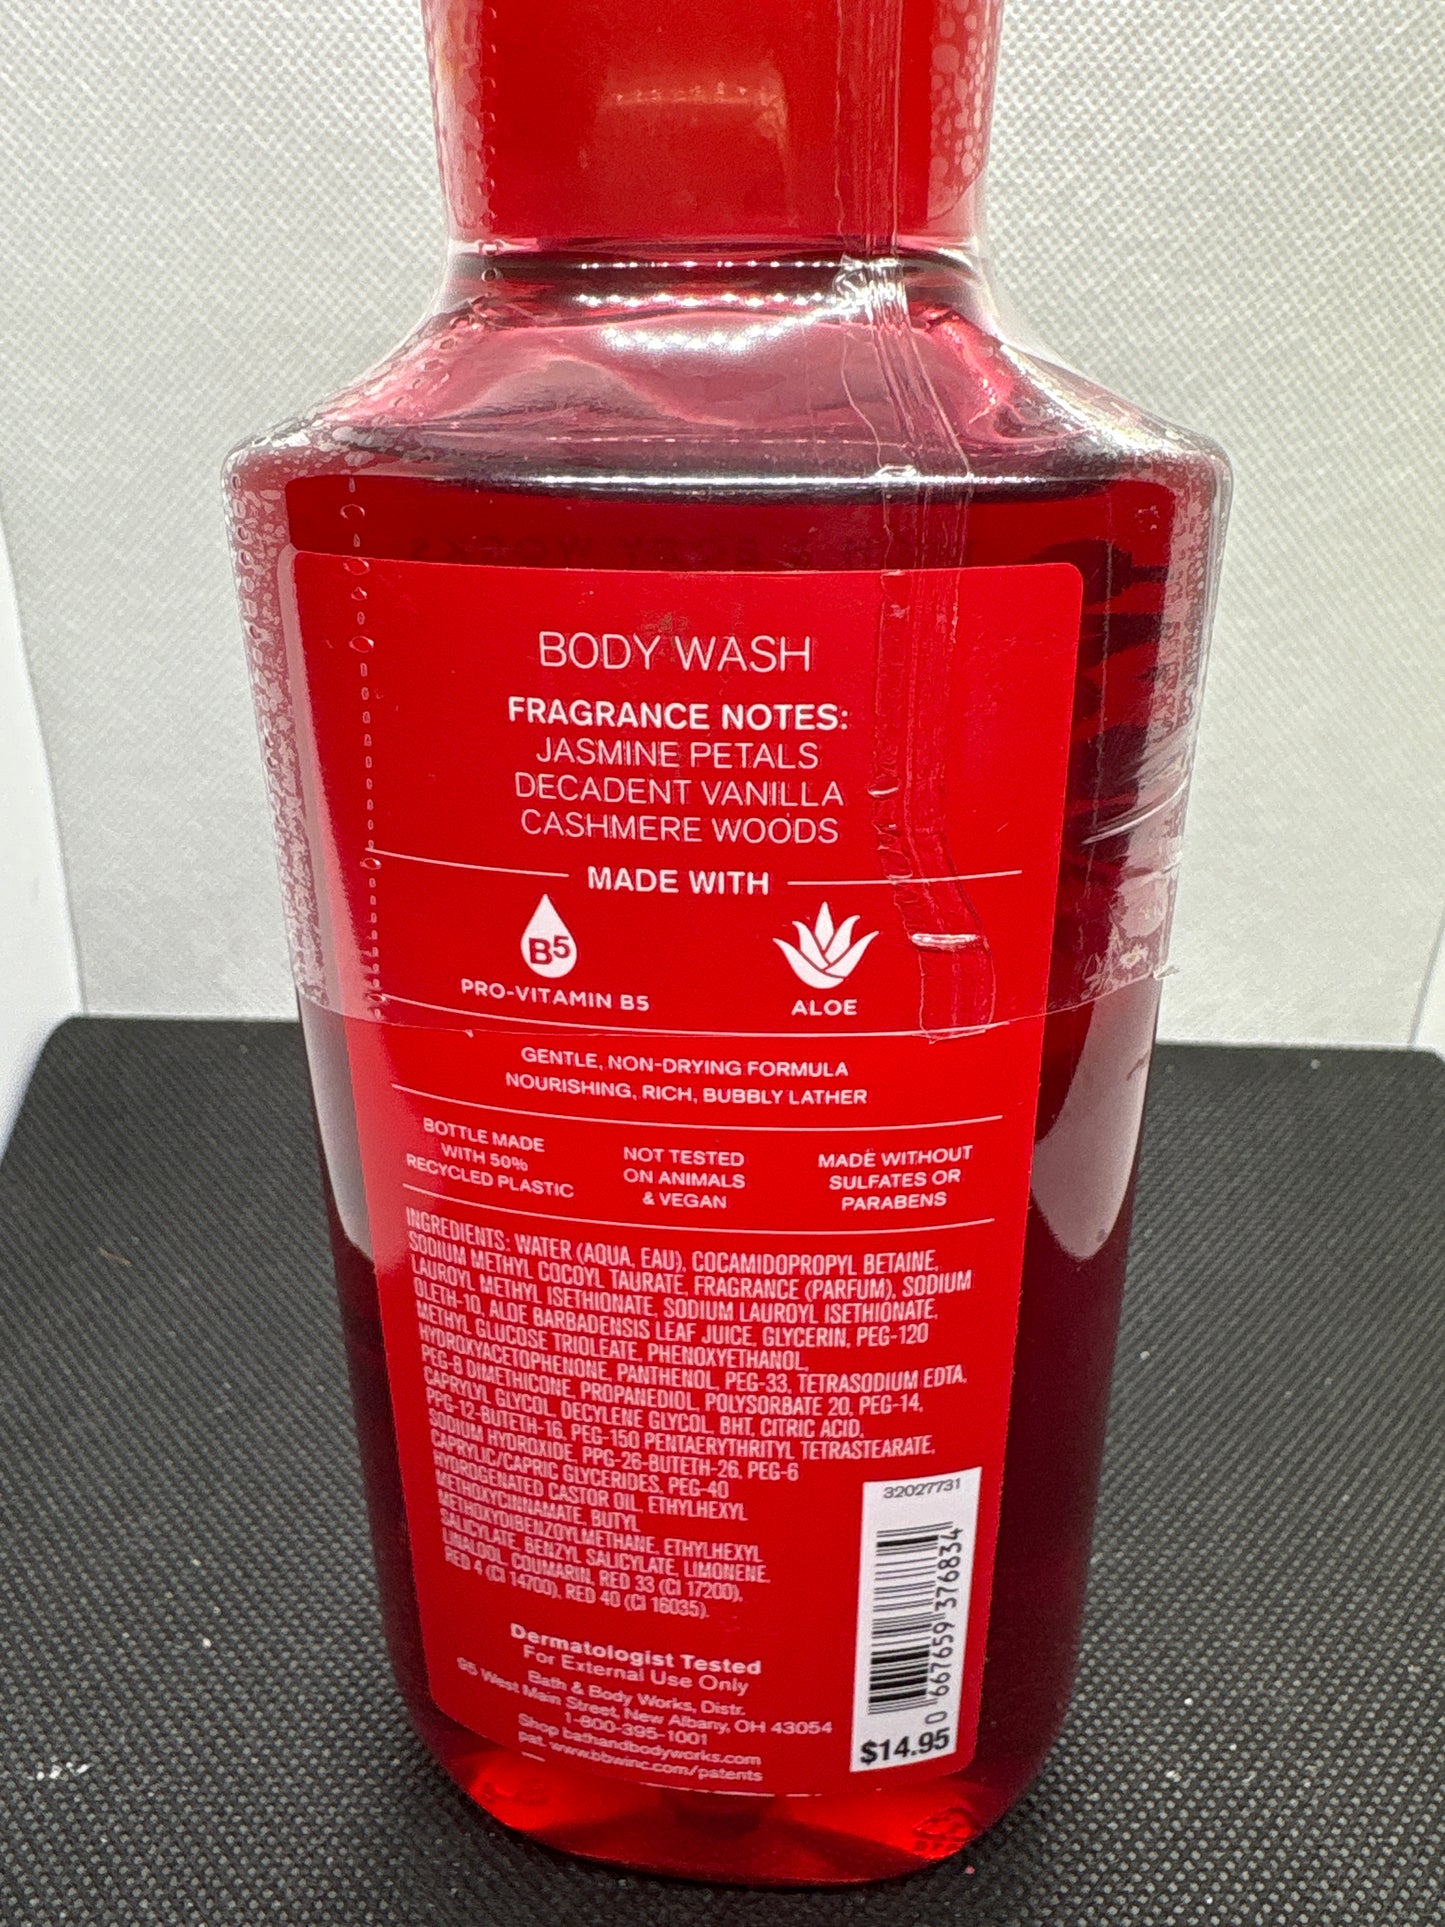 BODY WASH
FRAGRANCE NOTES:
JASMINE PETALS
DECADENT VANILLA
CASHMERE WOODS
MADE WITH
B5
PRO-VITAMIN B5
ALOE
GENTLE, NON-DRYING FORMULA
NOURISHING, RICH, BUBBLY LATHER
BOTTLE MADE
WITH 50%
RECYCLED PLASTIC
NOT TESTED
ON ANIMALS
& VEGAN
MADE WITHOUT
SULFATES OR
PARABENS
INGREDIENTS: WATER (AQUA, EAU), COCAMIDOPROPYL BETAINE,
SODIUM METHYL COCOYL TAURATE, FRAGRANCE (PARFUM), SODIUM
LAUROYL METHYL ISETHIONATE, SODIUM LAUROYL ISETHIONATE,
OLETH-10, ALOE BARBADENSIS LEAF JUICE, GLYCERIN, PEG-120
METHYL GLUCOSE TRIOLEATE, PHENOXYETHANOL,
HYDROXYACETOPHENONE, PANTHENOL, PEG-33, TETRASODIUM EDTA,
PEG-8 DIMETHICONE, PROPANEDIOL, POLYSORBATE 20, PEG-14,
CAPRYLYL GLYCOL, DECYLENE GLYCOL, BHT, CITRIC ACID,
PPG-12-BUTETH-16, PEG-150 PENTAERYTHRITYL TETRASTEARATE,
SODIUM HYDROXIDE, PPG-26-BUTETH-26, PEG-6
CAPRYLIC/CAPRIC GLYCERIDES, PEG-40
HYDROGENATED CASTOR OIL, ETHYLHEXYL
METHOXYCINNAMATE, BUTYL
METHOXYDIBENZOYLMETHANE, ETHYLHEXYL
SALICYLATE, BENZYL SALICYLATE, LIMONENE,
LINALOOL, COUMARIN, RED 33 (CI 17200),
RED 4 (CI 14700), RED 40 (CI 16035).
Dermatologist Tested
For External Use Only
Bath & Body Works, Distr.
95 West Main Street, New Albany, OH 43054
1-800-395-1001
Shop bathandbodyworks.com
pat. www.bbwinc.com/patents
32027731
0 667659 376834
$14.95